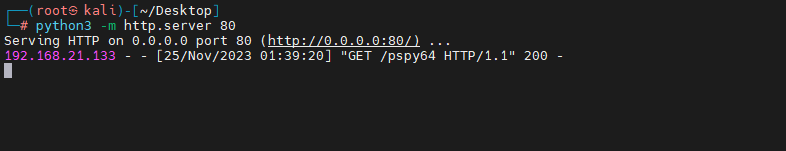 ┌──(root㉿kali)-[~/Desktop]
└─# python3 -m http.server 80
Serving HTTP on 0.0.0.0 port 80 (http://0.0.0.0:80/) ...
192.168.21.133 - - [25/Nov/2023 01:39:20] "GET /pspy64 HTTP/1.1" 200 -